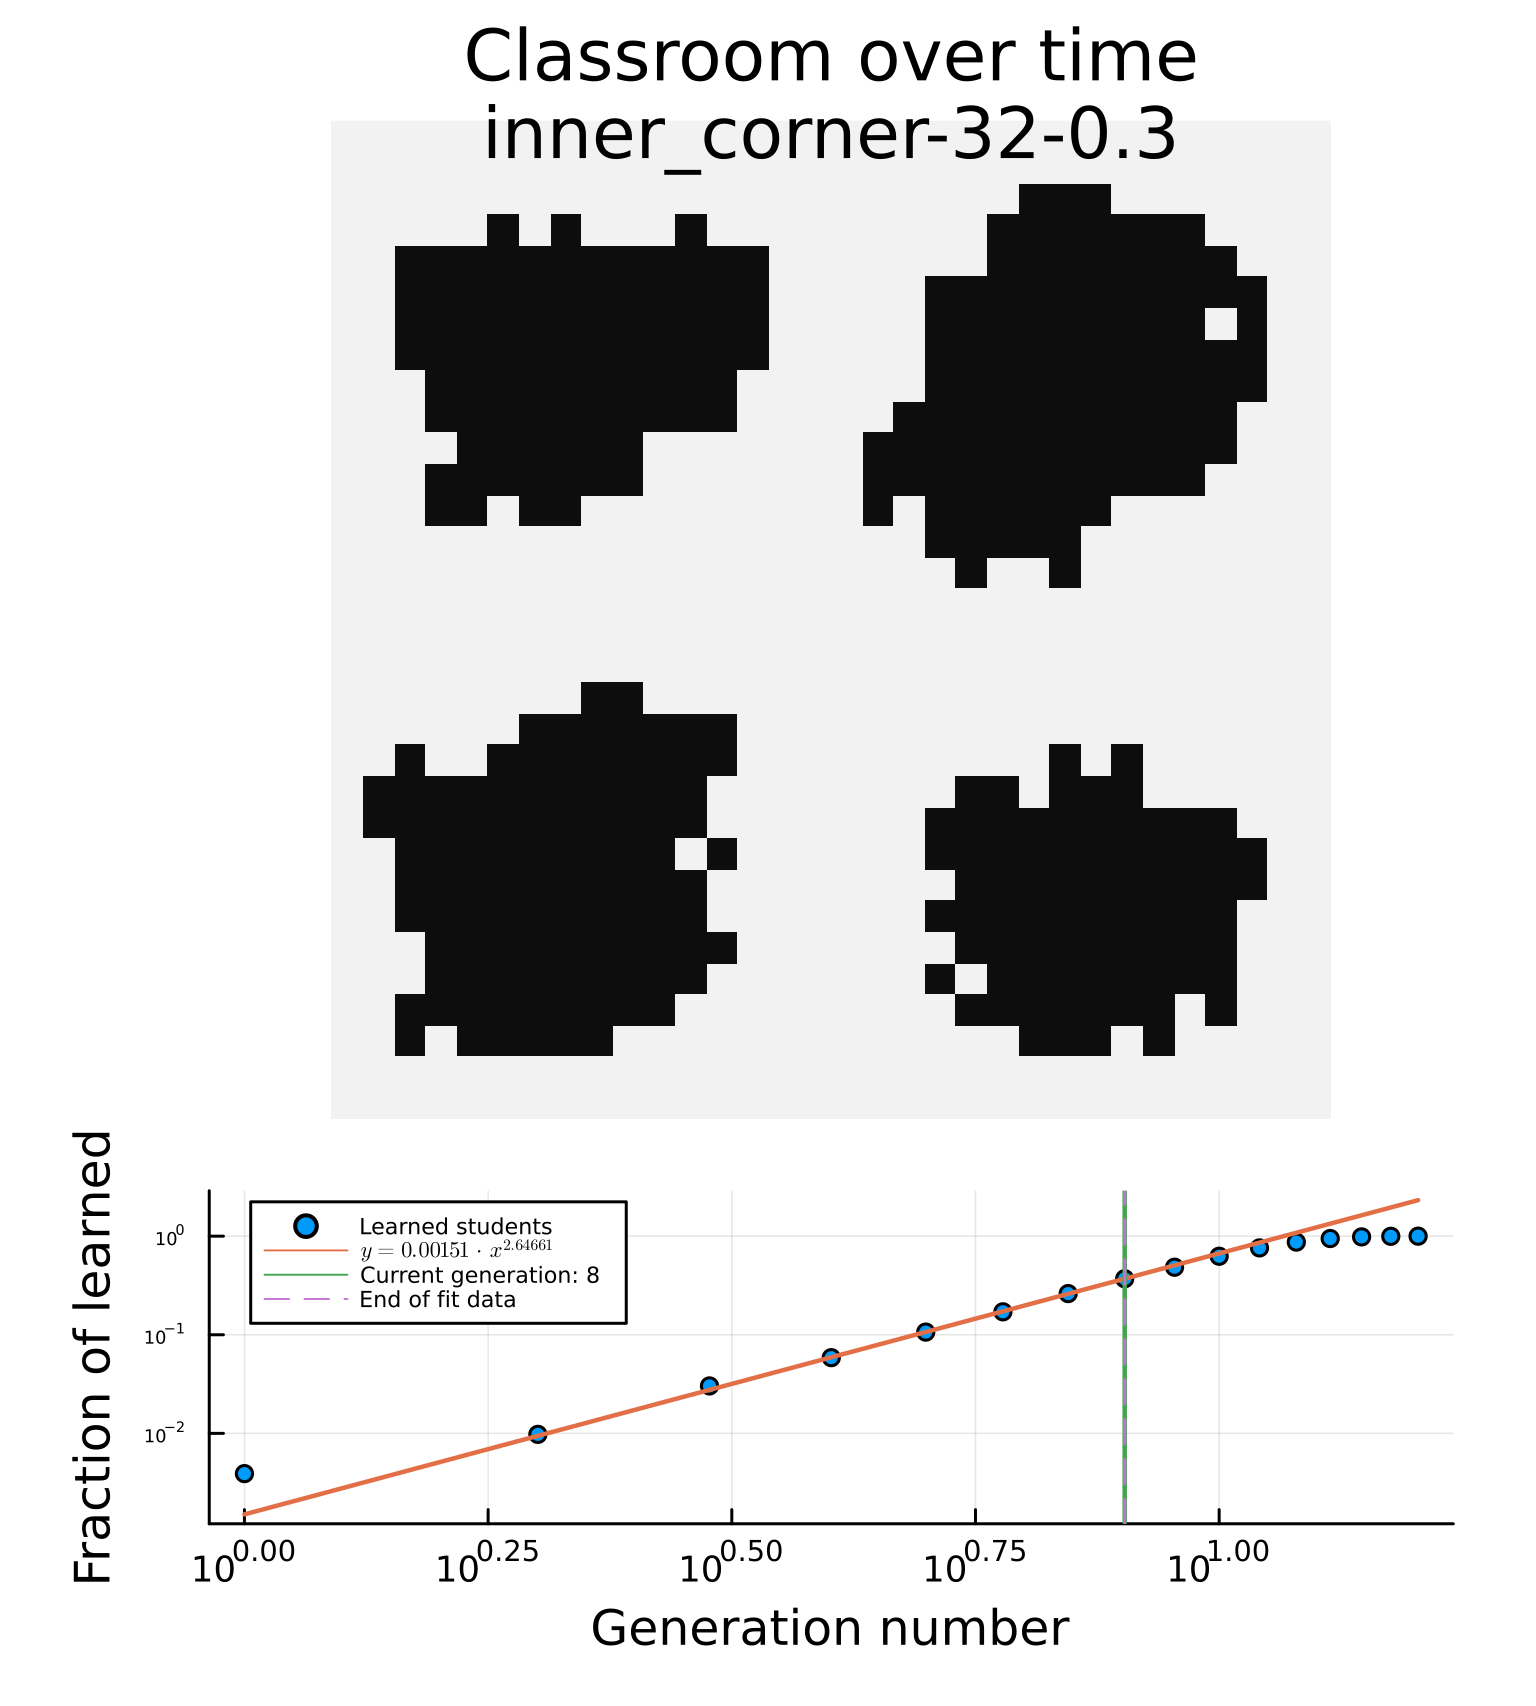 Classroom over time
inner_corner-32-0.3
Fraction of learned
10⁰
10⁻¹
10⁻²
Learned students
y = 0.00151 · x^2.64661
Current generation: 8
End of fit data
10^0.00 10^0.25 10^0.50 10^0.75 10^1.00
Generation number